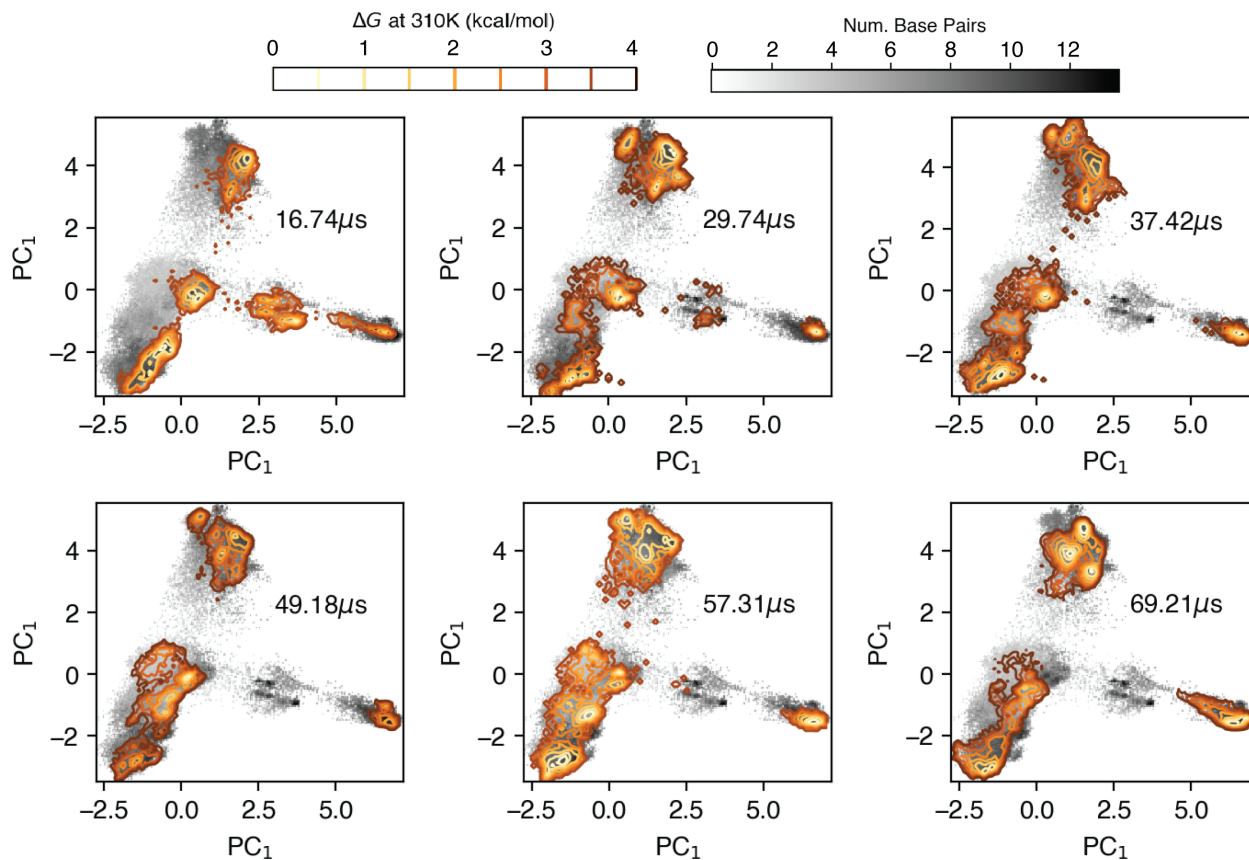 ΔG at 310K (kcal/mol)
Num. Base Pairs
0 1 2 3 4
0 2 4 6 8 10 12
PC₁
4
2
0
−2
16.74μs
−2.5 0.0 2.5 5.0
PC₁
PC₁
4
2
0
−2
29.74μs
−2.5 0.0 2.5 5.0
PC₁
PC₁
4
2
0
−2
37.42μs
−2.5 0.0 2.5 5.0
PC₁
PC₁
4
2
0
−2
49.18μs
−2.5 0.0 2.5 5.0
PC₁
PC₁
4
2
0
−2
57.31μs
−2.5 0.0 2.5 5.0
PC₁
PC₁
4
2
0
−2
69.21μs
−2.5 0.0 2.5 5.0
PC₁